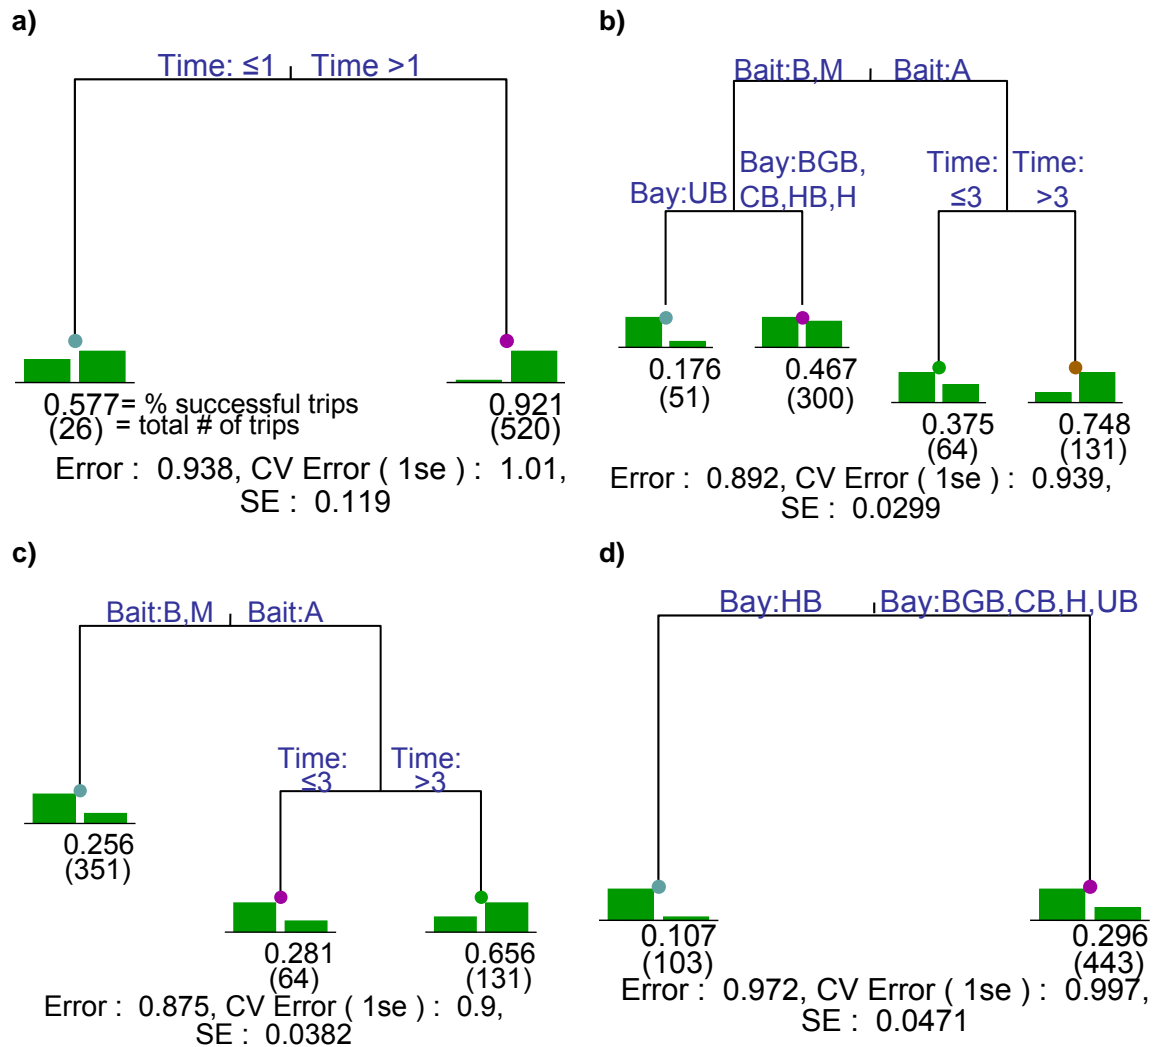 a)
Time: ≤1 Time >1
0.577= % successful trips
(26) = total # of trips
0.921
(520)
Error : 0.938, CV Error ( 1se ) : 1.01,
SE : 0.119
b)
Bait:B,M Bait:A
Bay:UB
Bay:BGB,
CB,HB,H
Time:
≤3
Time:
>3
0.176
(51)
0.467
(300)
0.375
(64)
0.748
(131)
Error : 0.892, CV Error ( 1se ) : 0.939,
SE : 0.0299
c)
Bait:B,M Bait:A
Time:
≤3
Time:
>3
0.256
(351)
0.281
(64)
0.656
(131)
Error : 0.875, CV Error ( 1se ) : 0.9,
SE : 0.0382
d)
Bay:HB Bay:BGB,CB,H,UB
0.107
(103)
0.296
(443)
Error : 0.972, CV Error ( 1se ) : 0.997,
SE : 0.0471